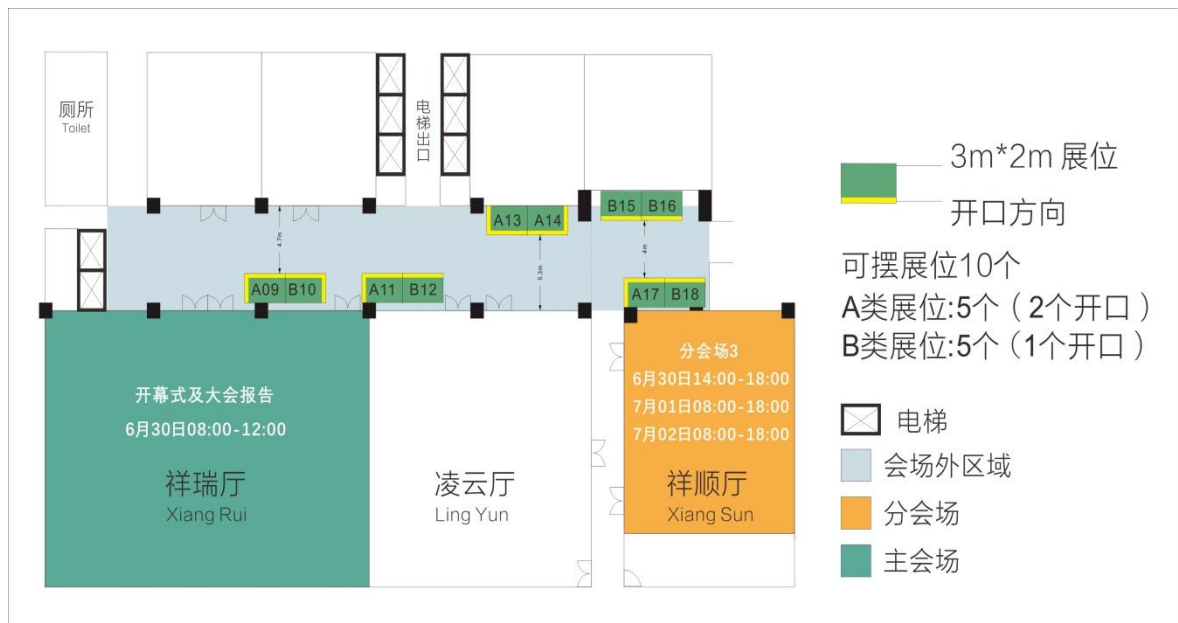 厕所
Toilet
电梯出口
A13 A14
B15 B16
4.7m
5.3m
4m
A09 B10
A11 B12
A17 B18
开幕式及大会报告
6月30日08:00-12:00
祥瑞厅
Xiang Rui
凌云厅
Ling Yun
分会场3
6月30日14:00-18:00
7月01日08:00-18:00
7月02日08:00-18:00
祥顺厅
Xiang Sun
3m*2m 展位
开口方向
可摆展位10个
A类展位:5个（2个开口）
B类展位:5个（1个开口）
电梯
会场外区域
分会场
主会场